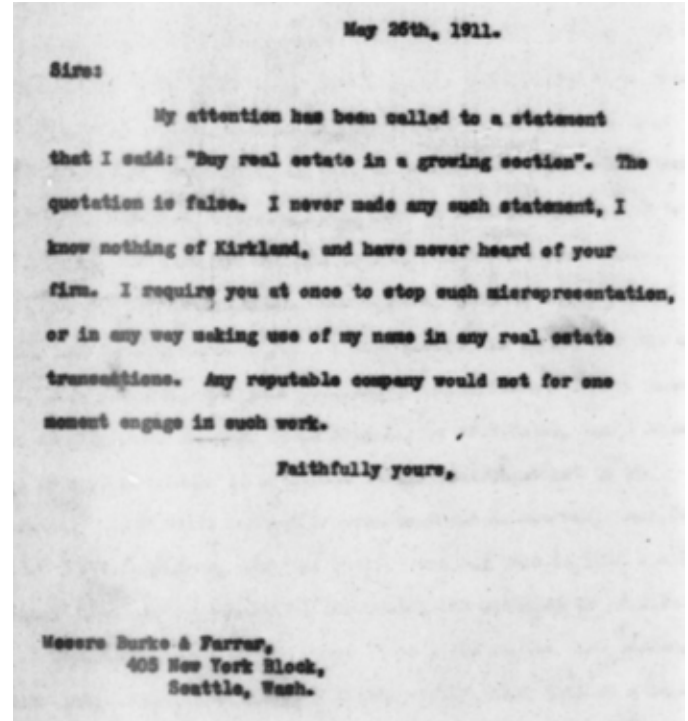 May 26th, 1911.
Sirs:
My attention has been called to a statement
that I said: "Buy real estate in a growing section". The
quotation is false. I never made any such statement, I
know nothing of Kirkland, and have never heard of your
firm. I require you at once to stop such misrepresentation,
or in any way making use of my name in any real estate
transactions. Any reputable company would not for one
moment engage in such work.
Faithfully yours,
Messrs Burke & Farrar,
405 New York Block,
Seattle, Wash.